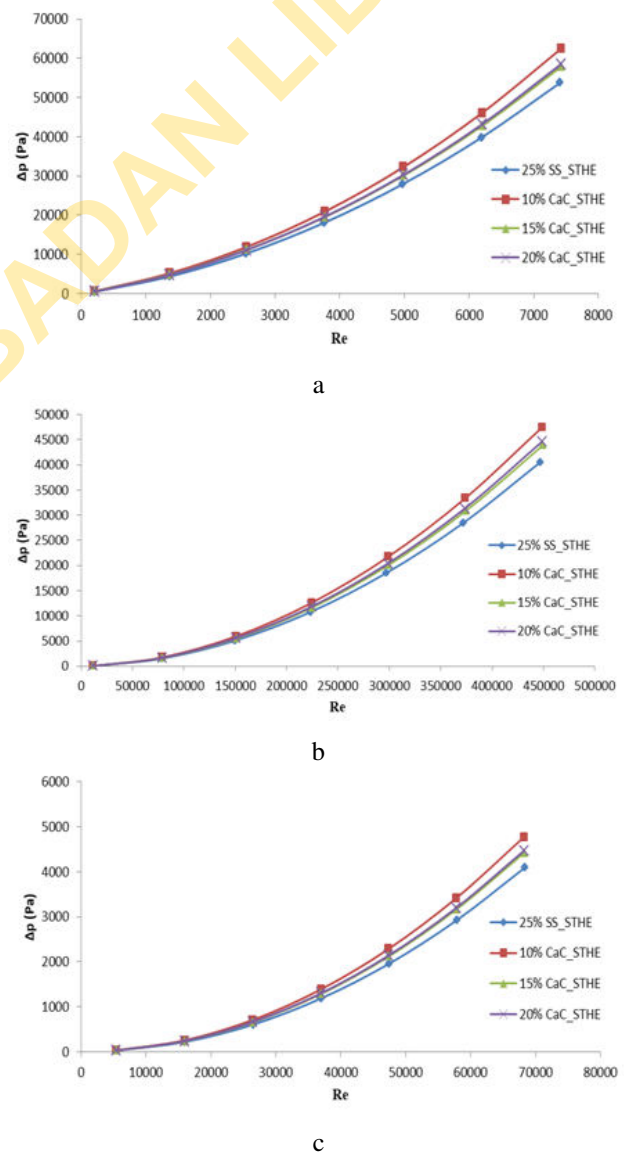 BADAN LIB
70000
60000
50000
40000
30000
20000
10000
0
Δp (Pa)
25% SS_STHE
10% CaC_STHE
15% CaC_STHE
20% CaC_STHE
0 1000 2000 3000 4000 5000 6000 7000 8000
Re
a
50000
45000
40000
35000
30000
25000
20000
15000
10000
5000
0
Δp (Pa)
25% SS_STHE
10% CaC_STHE
15% CaC_STHE
20% CaC_STHE
0 50000 100000 150000 200000 250000 300000 350000 400000 450000 500000
Re
b
6000
5000
4000
3000
2000
1000
0
Δp (Pa)
25% SS_STHE
10% CaC_STHE
15% CaC_STHE
20% CaC_STHE
0 10000 20000 30000 40000 50000 60000 70000 80000
Re
c